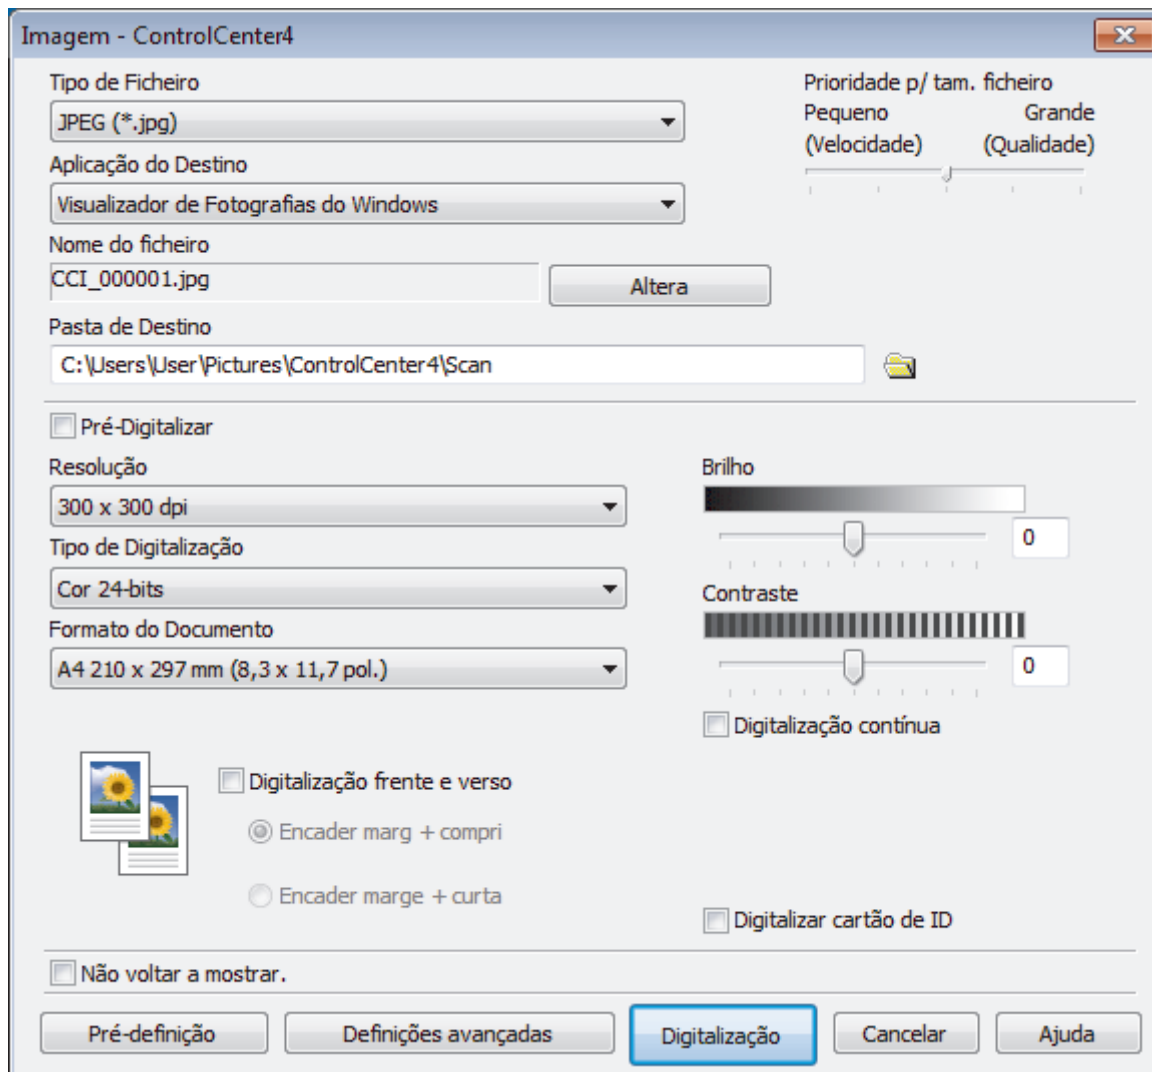 Imagem - ControlCenter4
Tipo de Ficheiro
JPEG (*.jpg)
Aplicação do Destino
Visualizador de Fotografias do Windows
Nome do ficheiro
CCI_000001.jpg
Altera
Pasta de Destino
C:\Users\User\Pictures\ControlCenter4\Scan
Prioridade p/ tam. ficheiro
Pequeno Grande
(Velocidade) (Qualidade)
Pré-Digitalizar
Resolução
300 x 300 dpi
Tipo de Digitalização
Cor 24-bits
Formato do Documento
A4 210 x 297 mm (8,3 x 11,7 pol.)
Brilho
0
Contraste
0
Digitalização contínua
Digitalização frente e verso
Encader marg + compri
Encader marge + curta
Digitalizar cartão de ID
Não voltar a mostrar.
Pré-definição Definições avançadas Digitalização Cancelar Ajuda